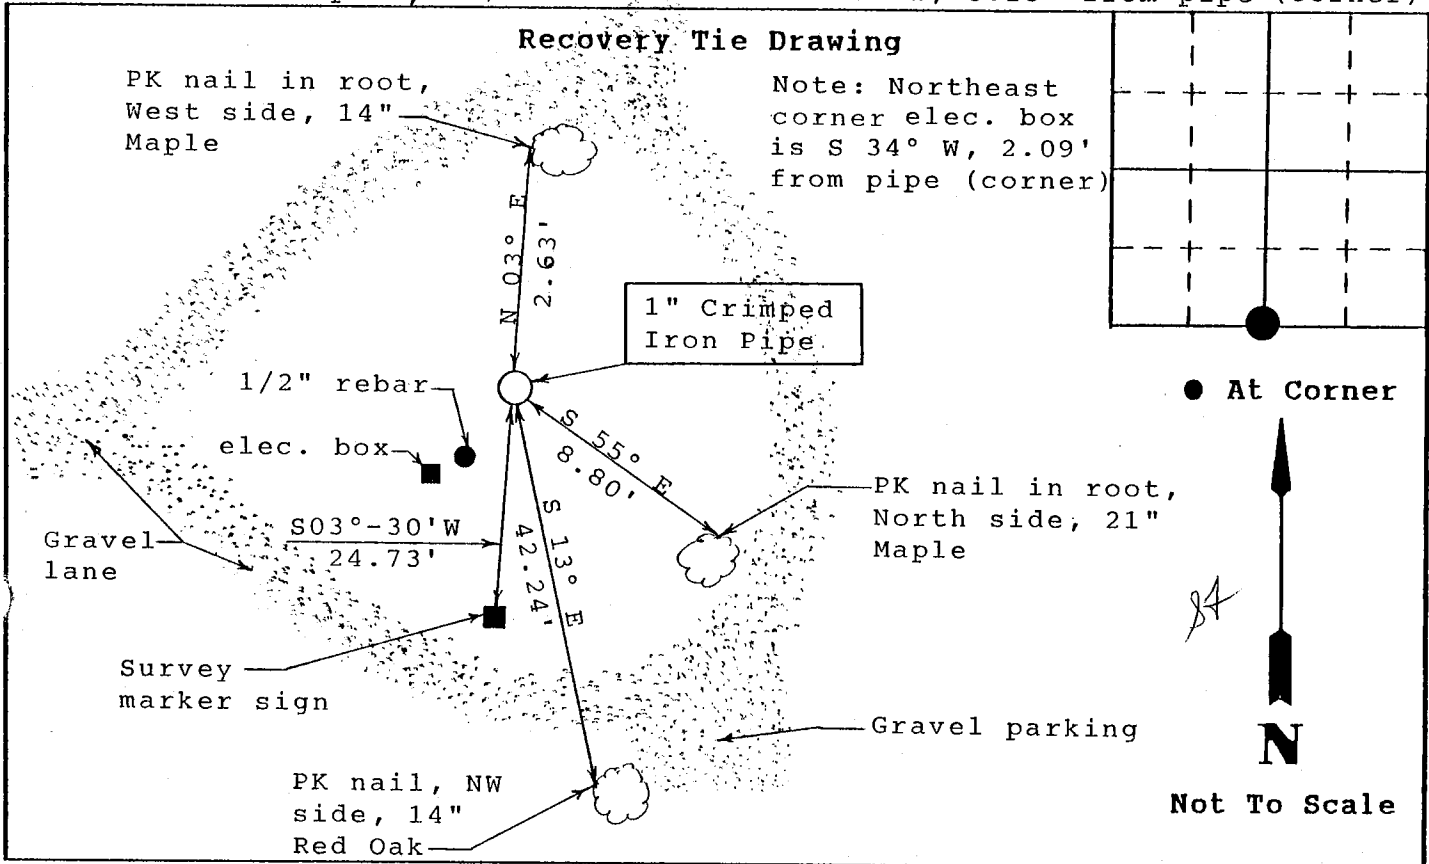 from pipe (corner)
Recovery Tie Drawing
PK nail in root,
West side, 14"
Maple
Note: Northeast
corner elec. box
is S 34° W, 2.09'
from pipe (corner)
N 03° E
2.63'
1" Crimped
Iron Pipe
1/2" rebar
elec. box
S 55° E
8.80'
● At Corner
PK nail in root,
North side, 21"
Maple
S03°-30'W
24.73'
S 13° E
42.24'
Gravel
lane
Survey
marker sign
Gravel parking
PK nail, NW
side, 14"
Red Oak
N
Not To Scale